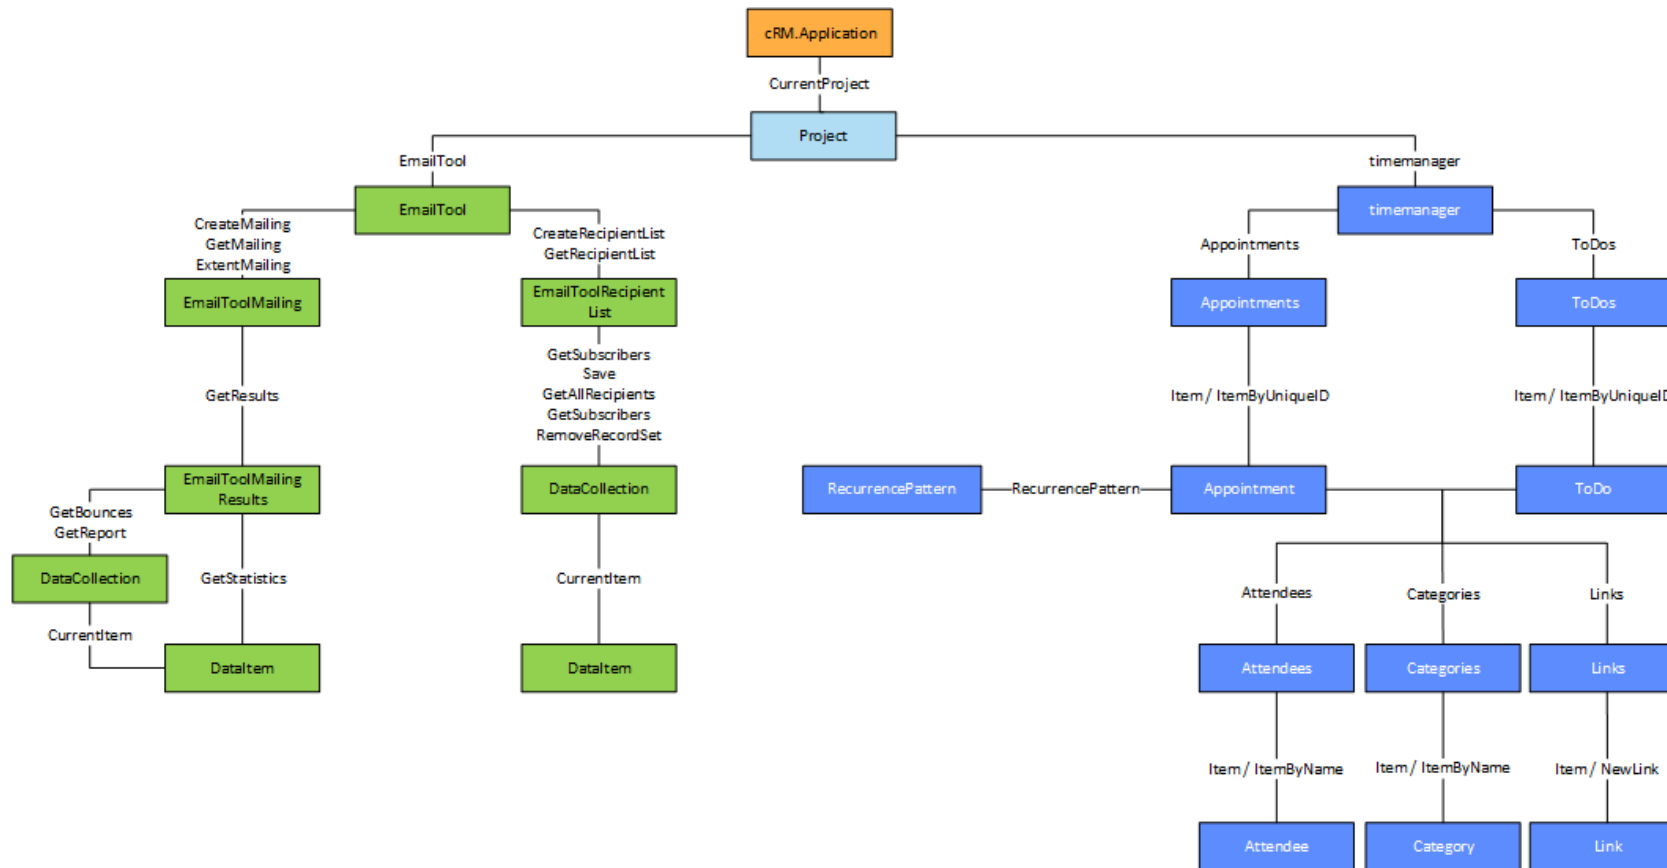 cRM.Application
CurrentProject
Project
EmailTool
timemanager
EmailTool
timemanager
CreateMailing
GetMailing
ExtentMailing
CreateRecipientList
GetRecipientList
Appointments
ToDos
EmailToolMailing
EmailToolRecipient
List
Appointments
ToDos
GetResults
GetSubscribers
Save
GetAllRecipients
GetSubscribers
RemoveRecordSet
Item / ItemByUniqueID
Item / ItemByUniqueID
EmailToolMailing
Results
DataCollection
RecurrencePattern
RecurrencePattern
Appointment
ToDo
GetBounces
GetReport
DataCollection
GetStatistics
CurrentItem
Attendees
Categories
Links
CurrentItem
DataItem
DataItem
Attendees
Categories
Links
Item / ItemByName
Item / ItemByName
Item / NewLink
Attendee
Category
Link